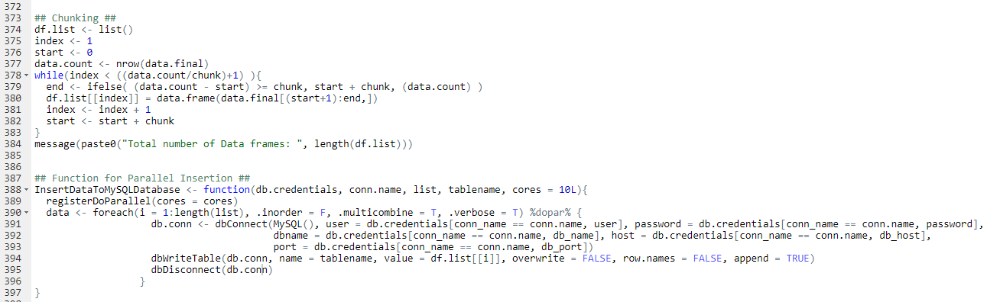 372
373 ## Chunking ##
374 df.list <- list()
375 index <- 1
376 start <- 0
377 data.count <- nrow(data.final)
378 while(index < ((data.count/chunk)+1) ){
379   end <- ifelse( (data.count - start) >= chunk, start + chunk, (data.count) )
380   df.list[[index]] = data.frame(data.final[(start+1):end,])
381   index <- index + 1
382   start <- start + chunk
383 }
384 message(paste0("Total number of Data frames: ", length(df.list)))
385
386
387 ## Function for Parallel Insertion ##
388 InsertDataToMySQLDatabase <- function(db.credentials, conn.name, list, tablename, cores = 10L){
389   registerDoParallel(cores = cores)
390   data <- foreach(i = 1:length(list), .inorder = F, .multicombine = T, .verbose = T) %dopar% {
391                     db.conn <- dbConnect(MySQL(), user = db.credentials[conn_name == conn.name, user], password = db.credentials[conn_name == conn.name, password],
392                                          dbname = db.credentials[conn_name == conn.name, db_name], host = db.credentials[conn_name == conn.name, db_host],
393                                          port = db.credentials[conn_name == conn.name, db_port])
394                     dbWriteTable(db.conn, name = tablename, value = df.list[[i]], overwrite = FALSE, row.names = FALSE, append = TRUE)
395                     dbDisconnect(db.conn)
396                   }
397 }